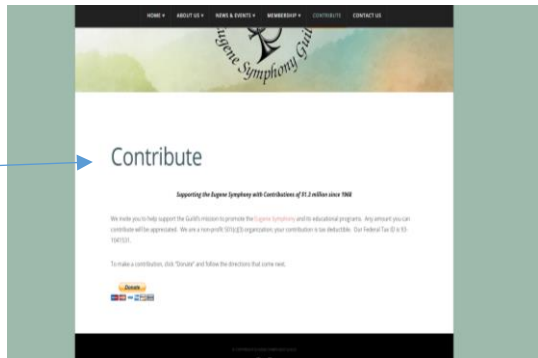 HOME ABOUT US NEWS & EVENTS MEMBERSHIP CONTRIBUTE CONTACT US
Eugene Symphony Guil
Contribute
Supporting the Eugene Symphony with Contributions of $1.3 million since 1968
We invite you to help support the Guild's mission to promote the Eugene Symphony and its educational programs. Any amount you can
contribute will be appreciated. We are a non-profit 501(c)(3) organization; your contribution is tax deductible. Our Federal Tax ID is 93-
To make a contribution, click "Donate" and follow the directions that come next.
Donate